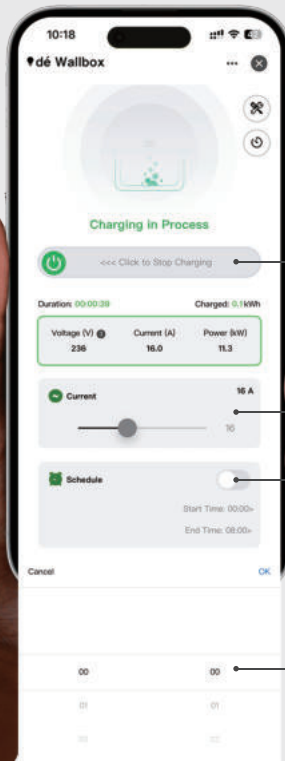 10:18
dé Wallbox
Charging in Process
<<< Click to Stop Charging
Duration: 00:00:39 Charged: 0.1kWh
Voltage (V) Current (A) Power (kW)
236 16.0 11.3
Current 16 A
16
Schedule
Start Time: 00:00>
End Time: 08:00>
Cancel OK
00 00
01 01